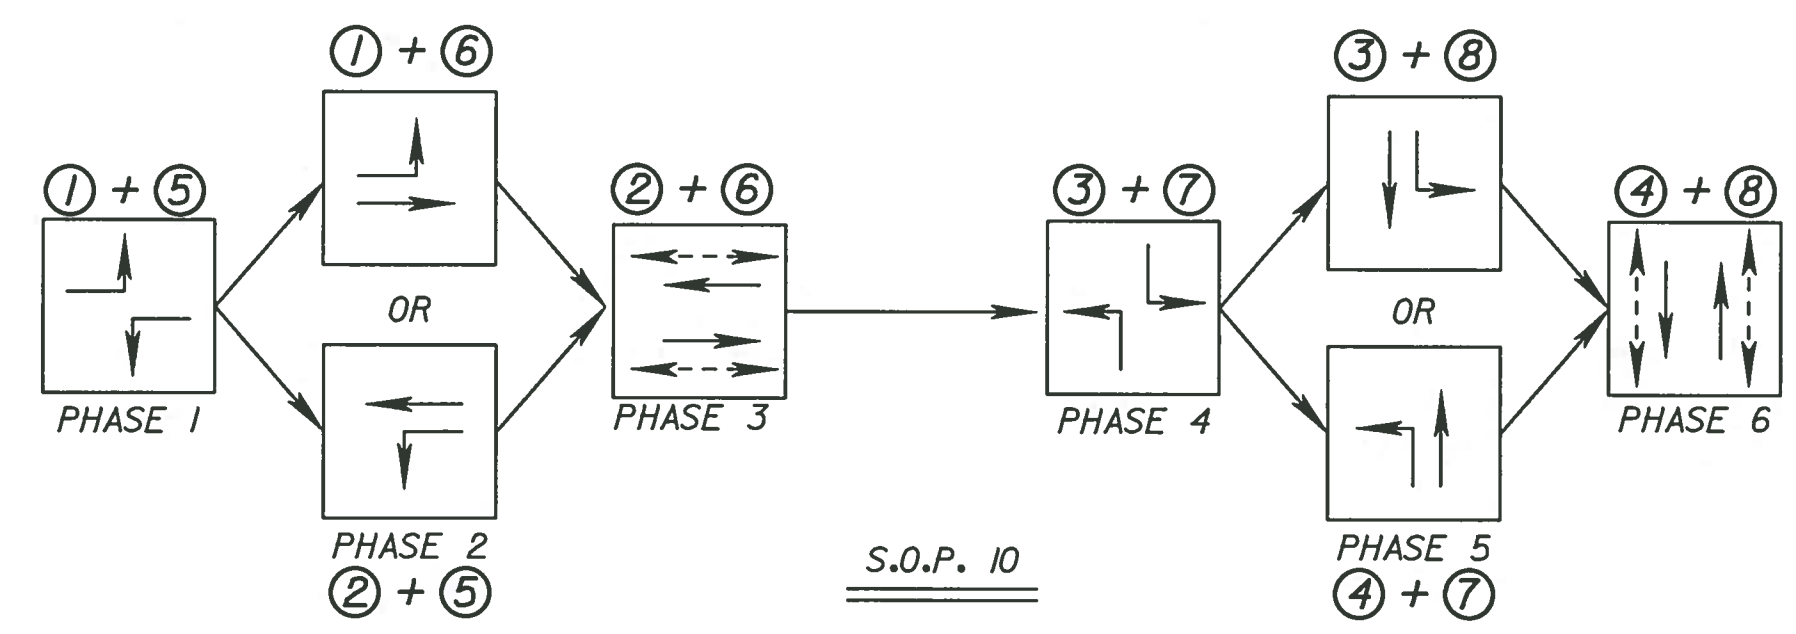 ① + ⑥
③ + ⑧
① + ⑤
② + ⑥
③ + ⑦
④ + ⑧
OR
OR
PHASE 1
PHASE 3
PHASE 4
PHASE 6
PHASE 2
② + ⑤
S.O.P. 10
PHASE 5
④ + ⑦